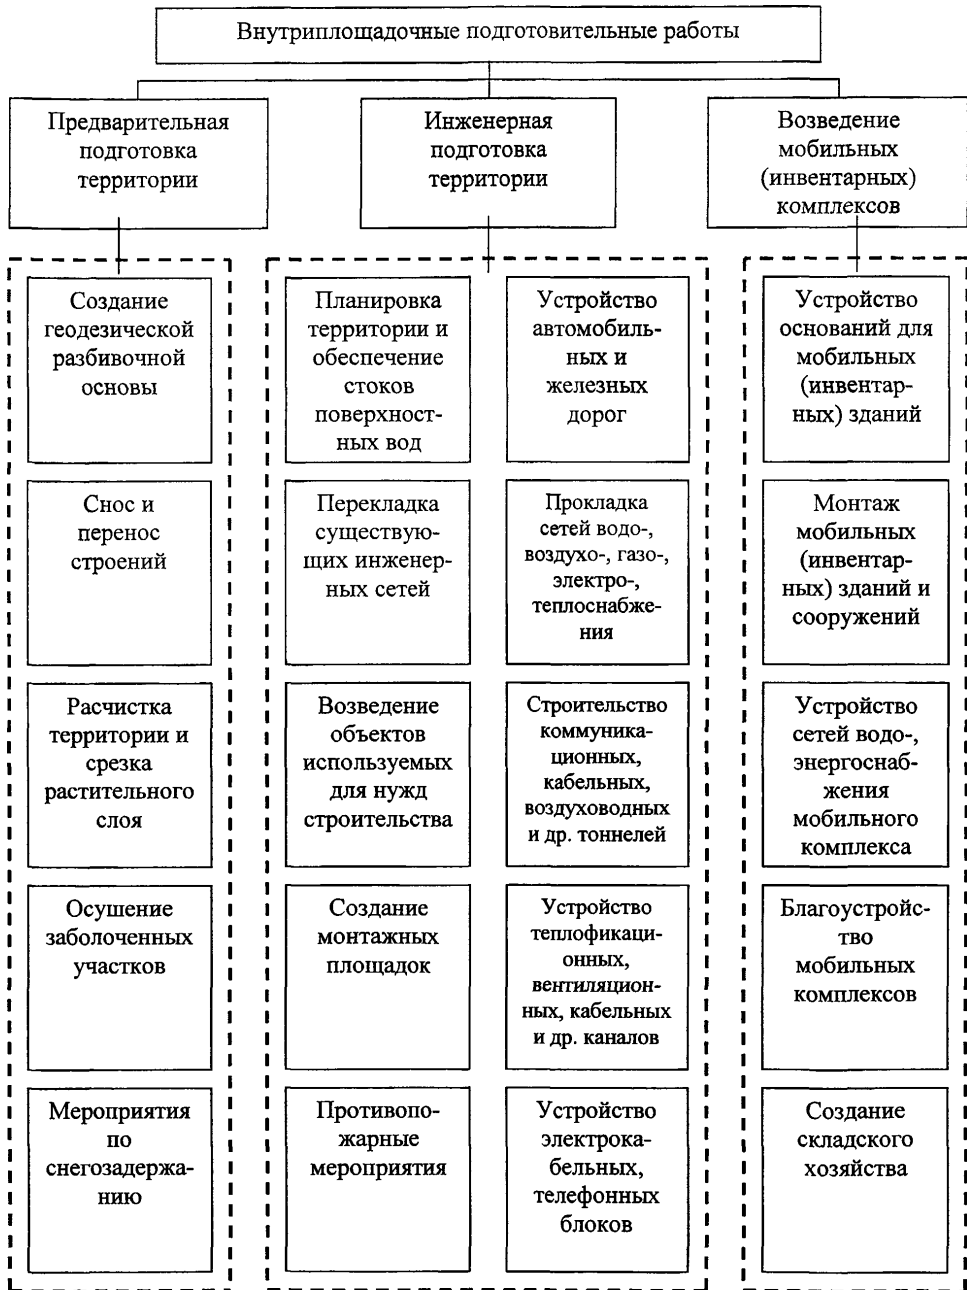 Внутриплощадочные подготовительные работы
Предварительная
подготовка
территории
Инженерная
подготовка
территории
Возведение
мобильных
(инвентарных)
комплексов
Создание
геодезической
разбивочной
основы
Снос и
перенос
строений
Расчистка
территории и
срезка
растительного
слоя
Осушение
заболоченных
участков
Мероприятия
по
снегозадержа-
нию
Планировка
территории и
обеспечение
стоков
поверхност-
ных вод
Перекладка
существую-
щих инженер-
ных сетей
Возведение
объектов
используемых
для нужд
строительства
Создание
монтажных
площадок
Противопо-
жарные
мероприятия
Устройство
автомобиль-
ных и
железных
дорог
Прокладка
сетей водо-,
воздухо-, газо-,
электро-,
теплоснабже-
ния
Строительство
коммуника-
ционных,
кабельных,
воздуховодных
и др. тоннелей
Устройство
теплофикаци-
онных,
вентиляцион-
ных, кабельных
и др. каналов
Устройство
электрока-
бельных,
телефонных
блоков
Устройство
оснований для
мобильных
(инвентар-
ных) зданий
Монтаж
мобильных
(инвентар-
ных) зданий и
сооружений
Устройство
сетей водо-,
энергоснаб-
жения
мобильного
комплекса
Благоустройс-
тво
мобильных
комплексов
Создание
складского
хозяйства